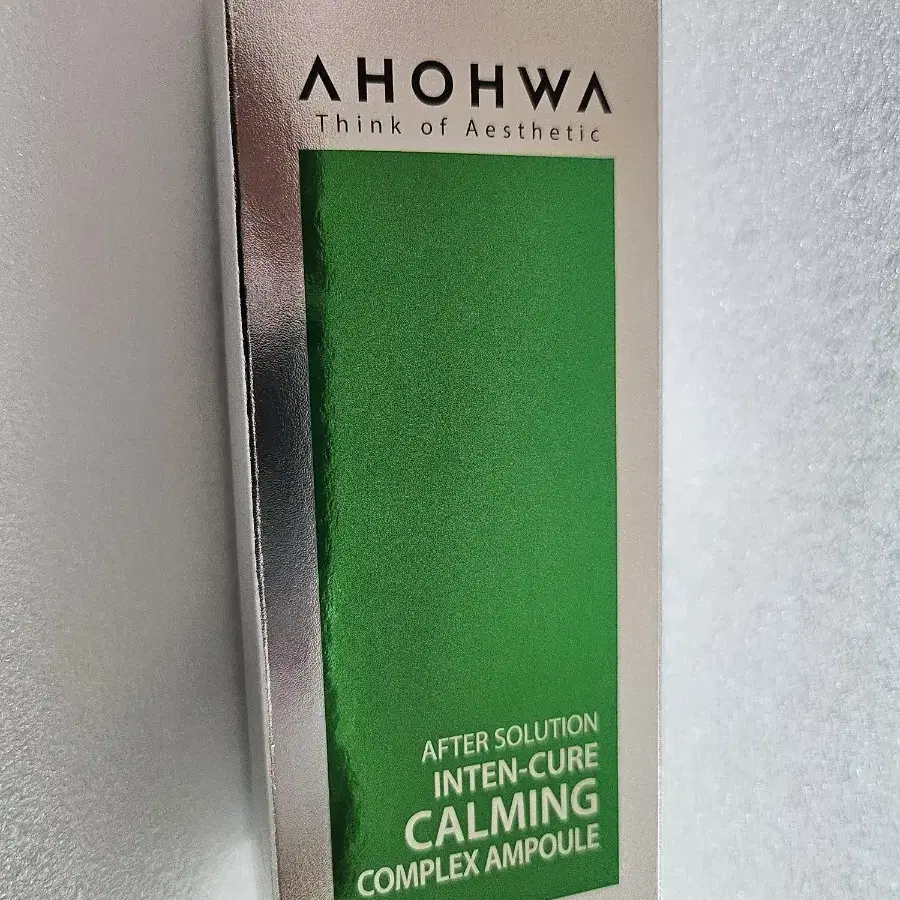 AHOHWA
Think of Aesthetic
AFTER SOLUTION
INTEN-CURE
CALMING
COMPLEX AMPOULE